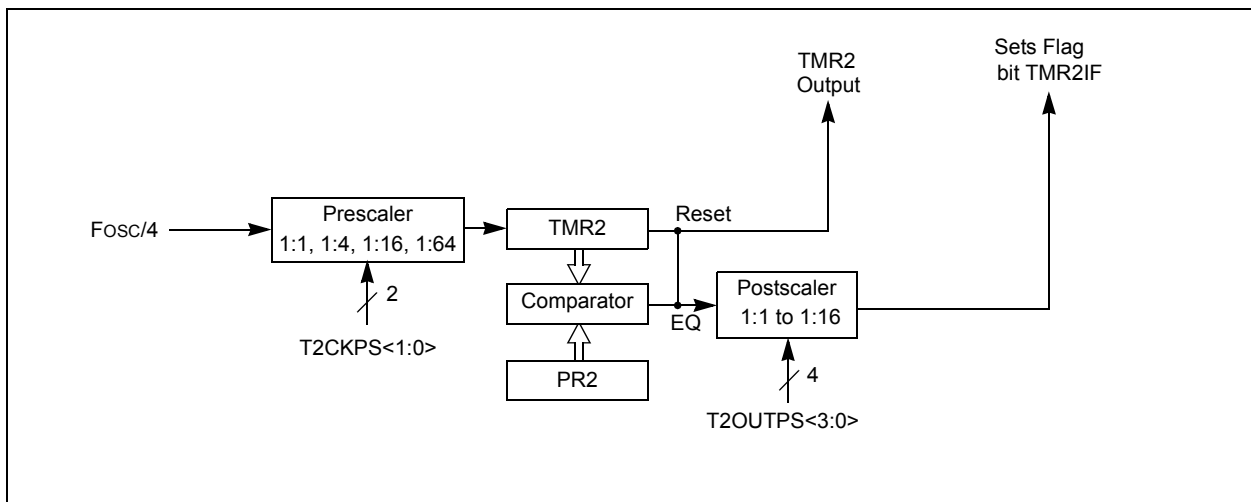 TMR2
Output
Sets Flag
bit TMR2IF
Fosc/4
Prescaler
1:1, 1:4, 1:16, 1:64
2
T2CKPS<1:0>
TMR2
Reset
Comparator
EQ
PR2
Postscaler
1:1 to 1:16
4
T2OUTPS<3:0>